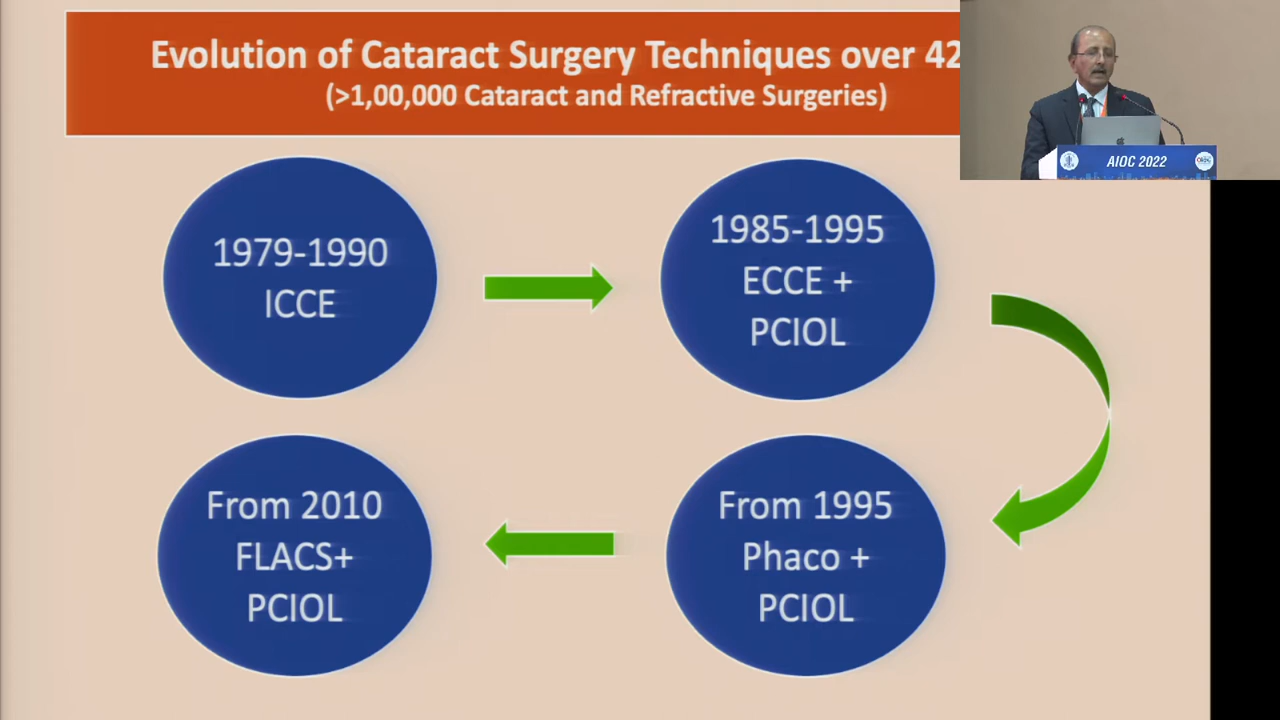 Evolution of Cataract Surgery Techniques over 42
(>1,00,000 Cataract and Refractive Surgeries)
AIOC 2022
1979-1990
ICCE
1985-1995
ECCE +
PCIOL
From 1995
Phaco +
PCIOL
From 2010
FLACS+
PCIOL